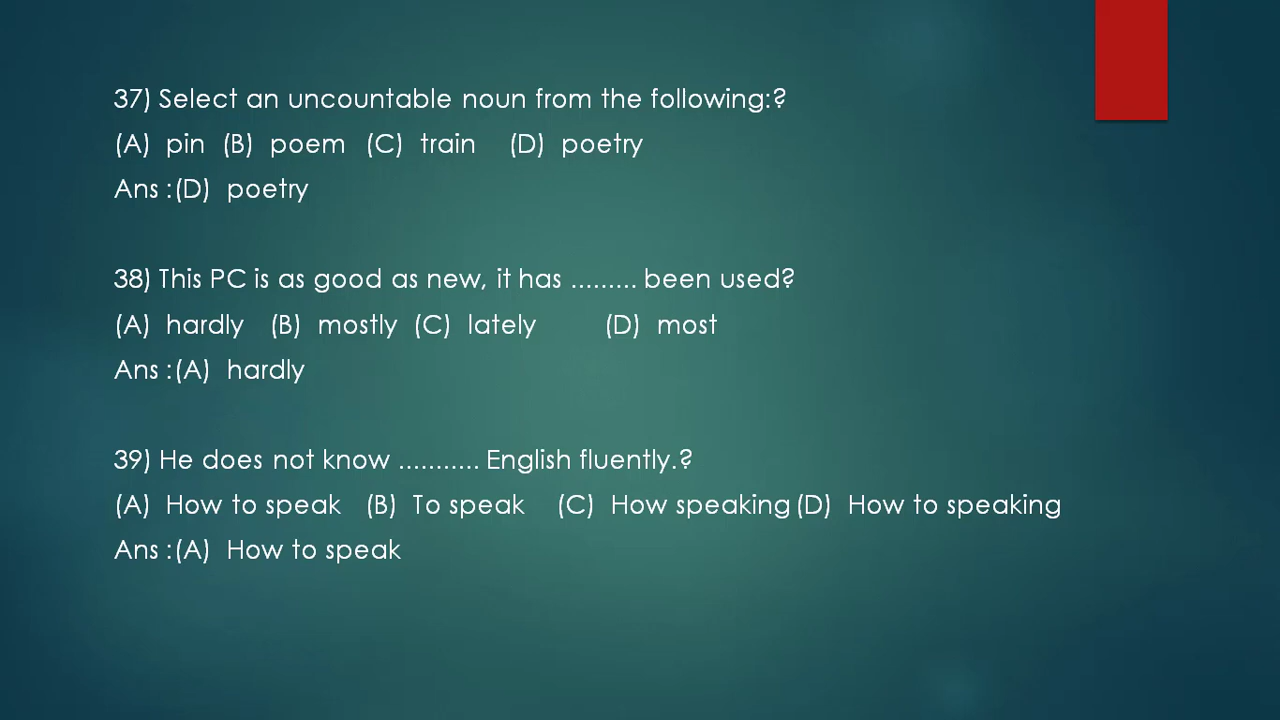 37) Select an uncountable noun from the following:?
(A) pin (B) poem (C) train (D) poetry
Ans :(D) poetry
38) This PC is as good as new, it has ......... been used?
(A) hardly (B) mostly (C) lately (D) most
Ans :(A) hardly
39) He does not know ........... English fluently.?
(A) How to speak (B) To speak (C) How speaking (D) How to speaking
Ans :(A) How to speak